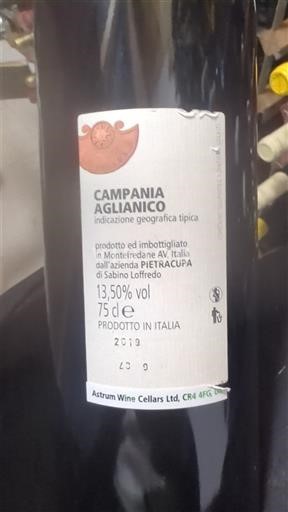 CAMPANIA
AGLIANICO
indicazione geografica tipica
prodotto ed imbottigliato
in Montefredane AV, Italia
dall'azienda PIETRACUPA
di Sabino Loffredo
13,50% vol
75 cl e
PRODOTTO IN ITALIA
2019
Astrum Wine Cellars Ltd, CR4 4FG,